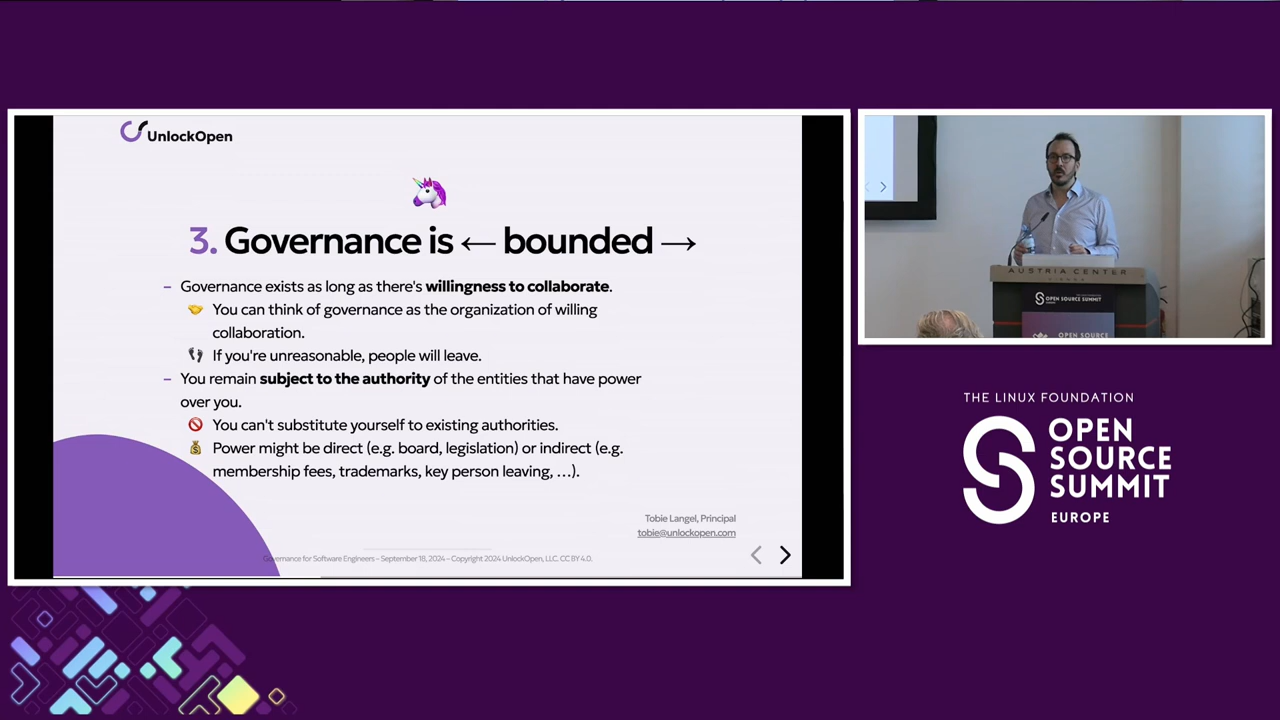 UnlockOpen
3. Governance is ← bounded →
– Governance exists as long as there's willingness to collaborate.
🤝 You can think of governance as the organization of willing
collaboration.
👣 If you're unreasonable, people will leave.
– You remain subject to the authority of the entities that have power
over you.
🚫 You can't substitute yourself to existing authorities.
💰 Power might be direct (e.g. board, legislation) or indirect (e.g.
membership fees, trademarks, key person leaving, …).
Tobie Langel, Principal
tobie@unlockopen.com
Governance for Software Engineers – September 18, 2024 – Copyright 2024 UnlockOpen, LLC. CC BY 4.0.
AUSTRIA CENTER
OPEN SOURCE SUMMIT
OPEN SOURCE
THE LINUX FOUNDATION
OPEN
SOURCE
SUMMIT
EUROPE